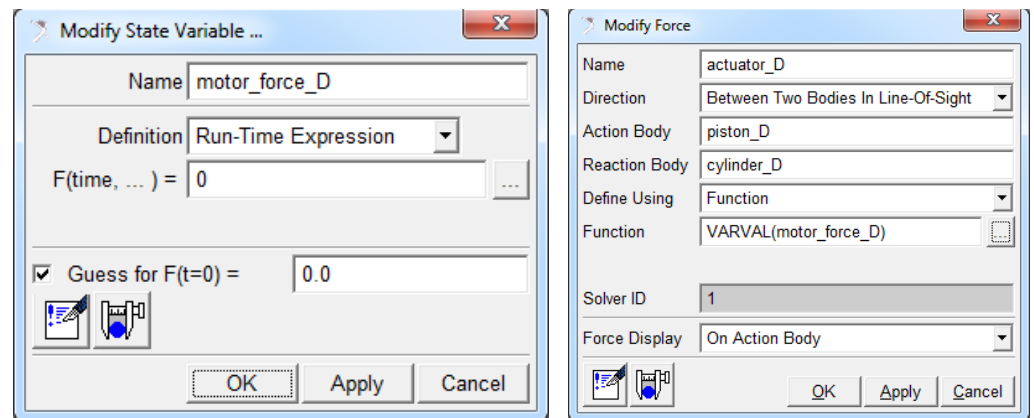 Modify State Variable ...
Name motor_force_D
Definition Run-Time Expression
F(time, ... ) = 0 ...
Guess for F(t=0) = 0.0
OK Apply Cancel
Modify Force
Name actuator_D
Direction Between Two Bodies In Line-Of-Sight
Action Body piston_D
Reaction Body cylinder_D
Define Using Function
Function VARVAL(motor_force_D) ...
Solver ID 1
Force Display On Action Body
OK Apply Cancel